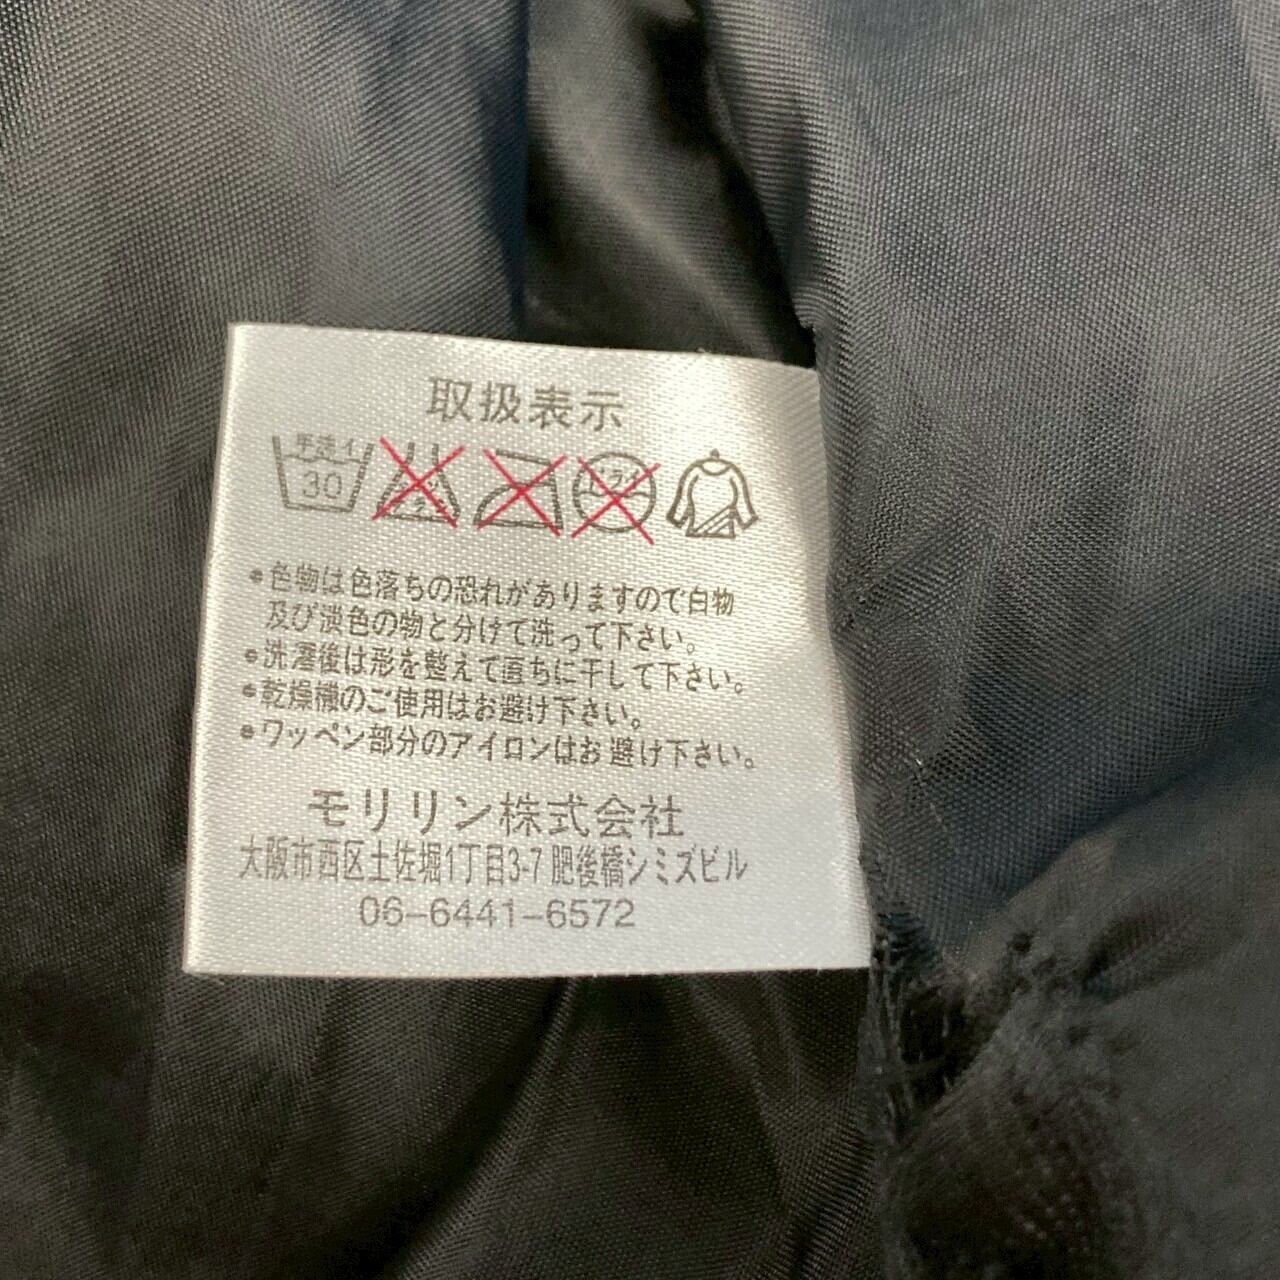 取扱表示
手洗イ
30
ドライ
•色物は色落ちの恐れがありますので白物
及び淡色の物と分けて洗って下さい。
•洗濯後は形を整えて直ちに干して下さい。
•乾燥機のご使用はお避け下さい。
•ワッペン部分のアイロンはお避け下さい。
モリリン株式会社
大阪市西区土佐堀1丁目3-7 肥後橋シミズビル
06-6441-6572